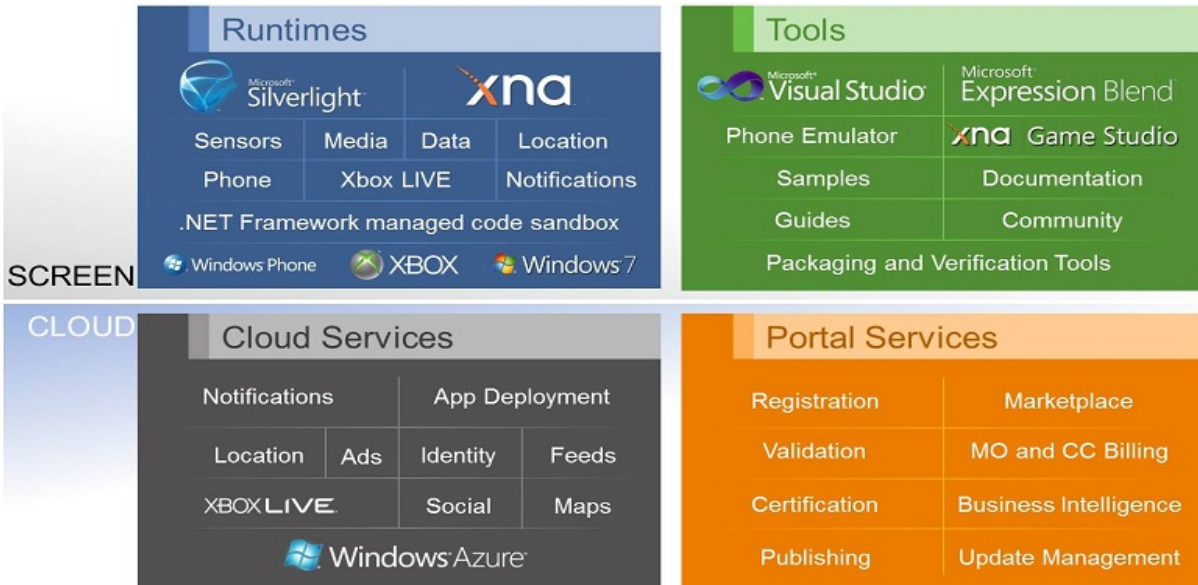 SCREEN
Runtimes
Microsoft Silverlight xna
Sensors Media Data Location
Phone Xbox LIVE Notifications
.NET Framework managed code sandbox
Windows Phone XBOX Windows 7
Tools
Microsoft Visual Studio Microsoft Expression Blend
Phone Emulator xna Game Studio
Samples Documentation
Guides Community
Packaging and Verification Tools
CLOUD
Cloud Services
Notifications App Deployment
Location Ads Identity Feeds
XBOX LIVE Social Maps
Windows Azure
Portal Services
Registration Marketplace
Validation MO and CC Billing
Certification Business Intelligence
Publishing Update Management